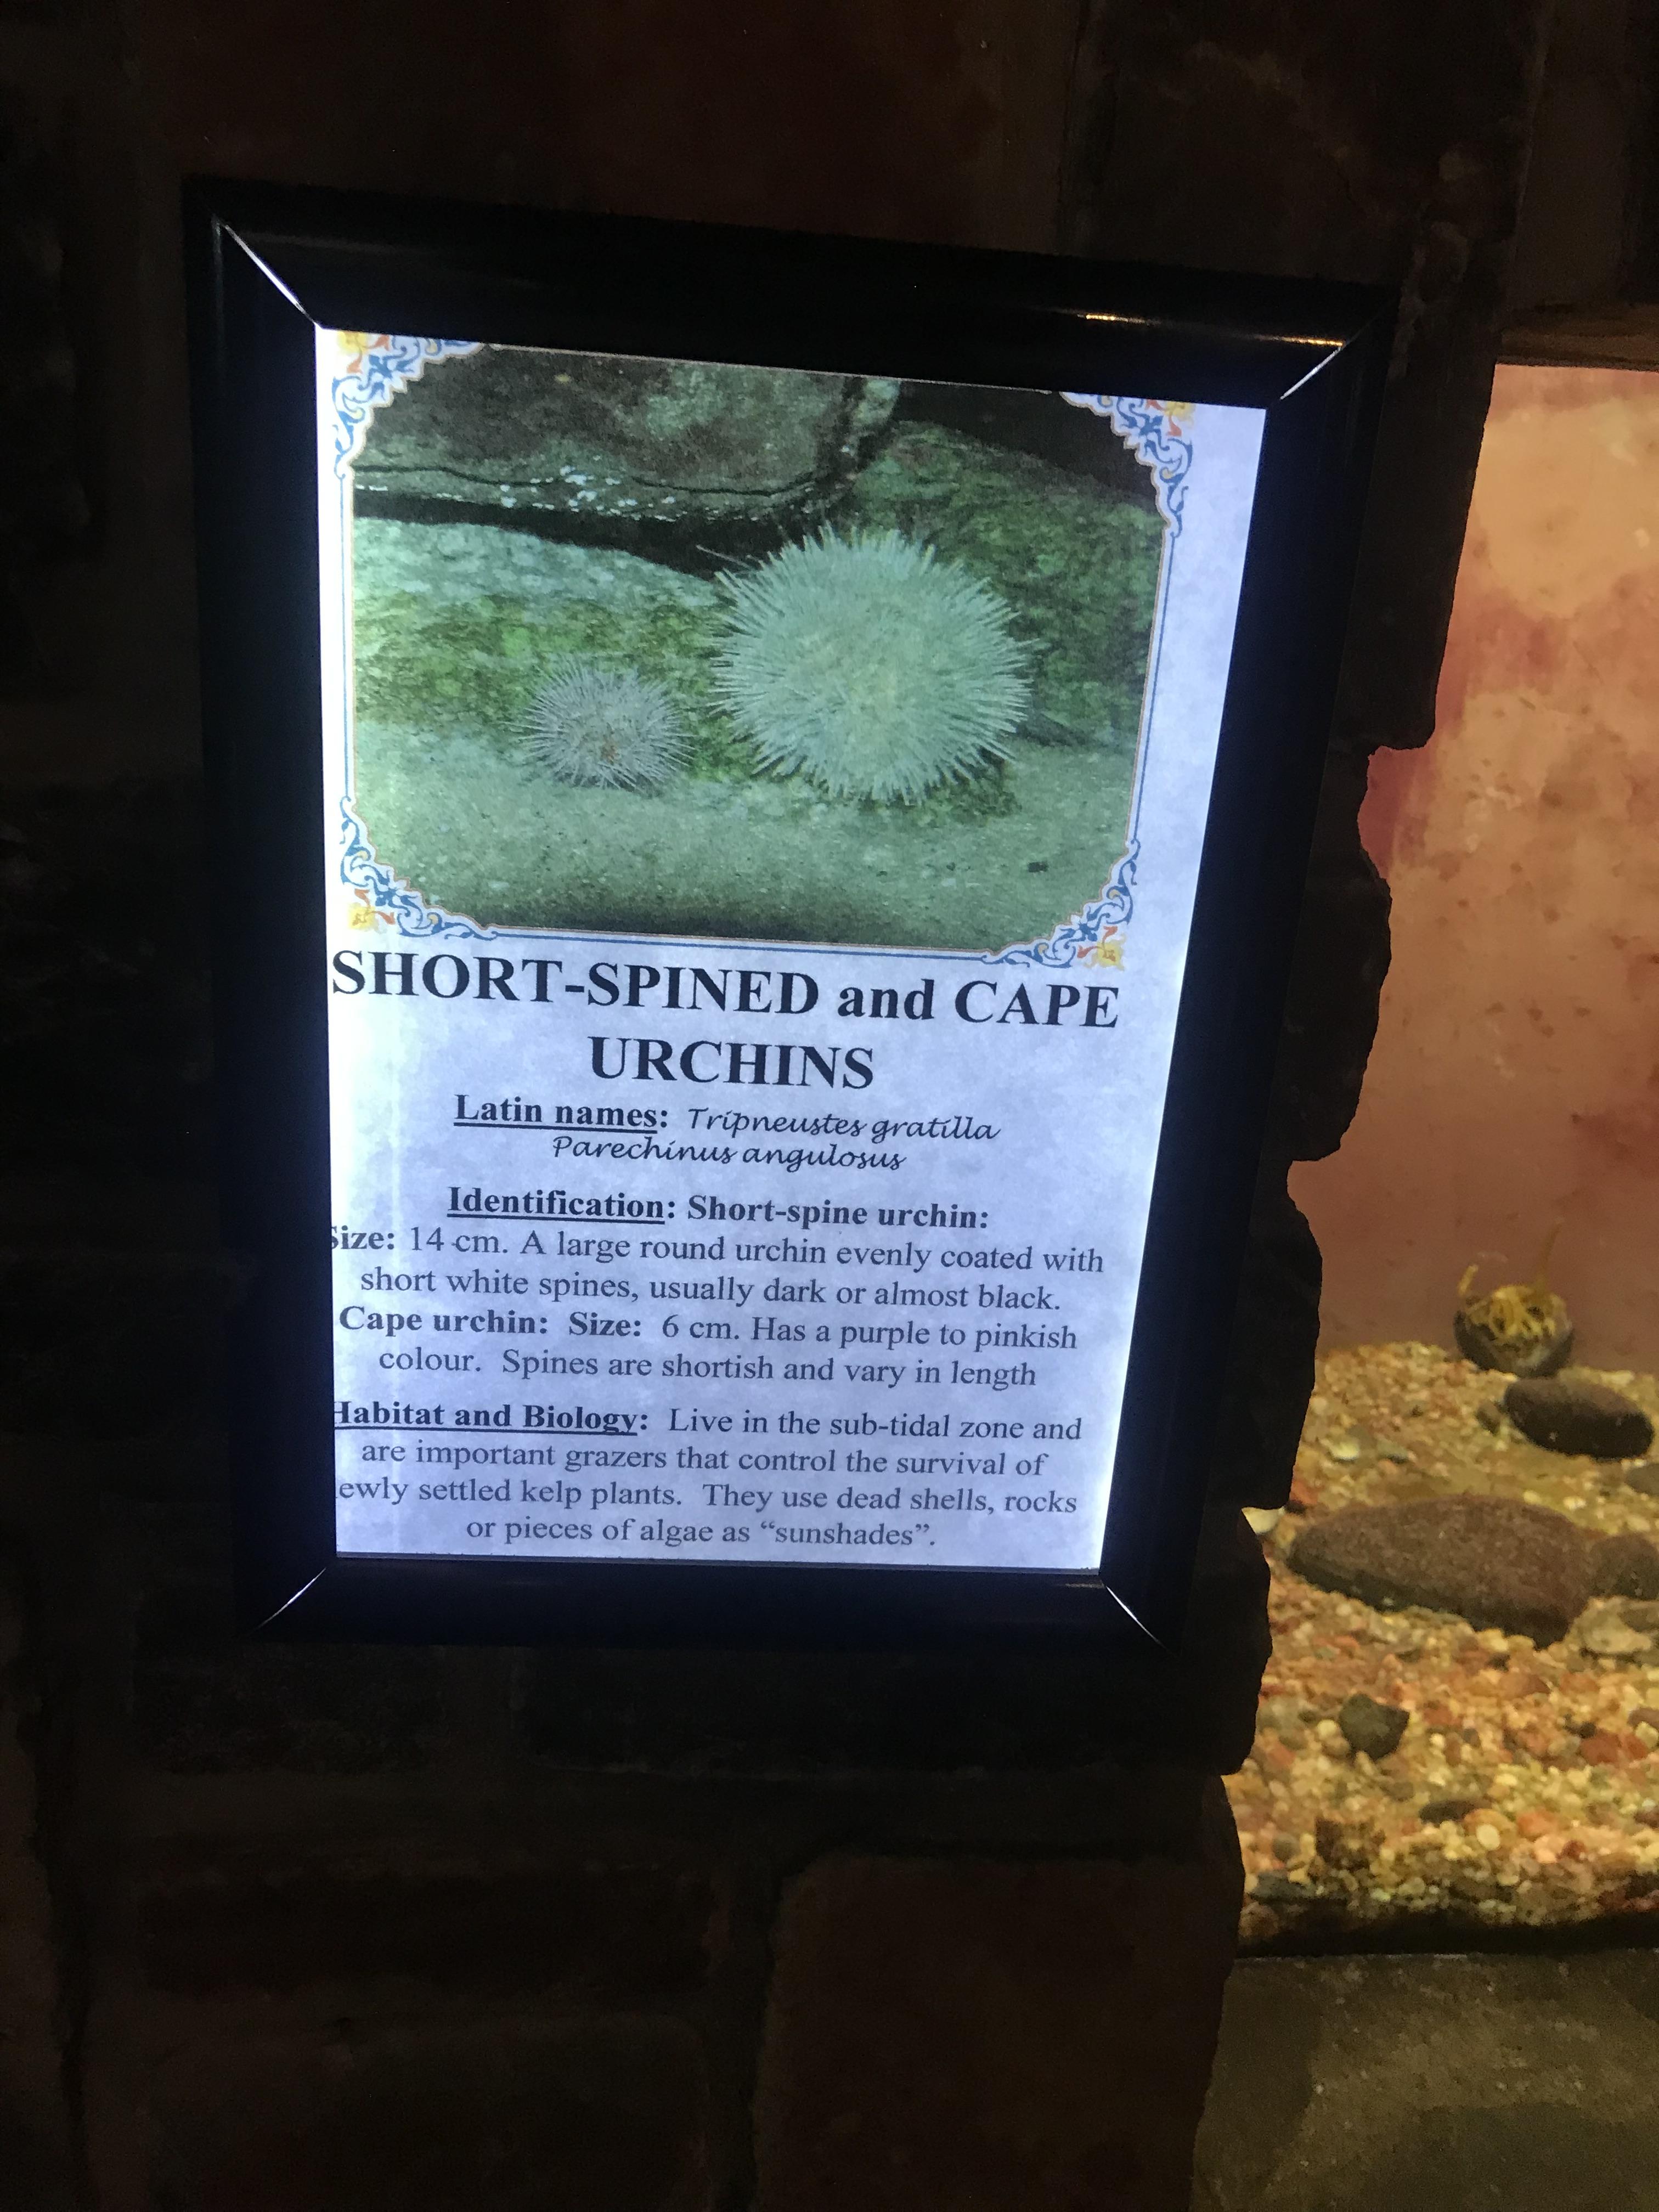 SHORT-SPINED and CAPE
URCHINS
Latin names: Tripneustes gratilla
Parechinus angulosus
Identification: Short-spine urchin:
Size: 14 cm. A large round urchin evenly coated with
short white spines, usually dark or almost black.
Cape urchin: Size: 6 cm. Has a purple to pinkish
colour. Spines are shortish and vary in length
Habitat and Biology: Live in the sub-tidal zone and
are important grazers that control the survival of
ewly settled kelp plants. They use dead shells, rocks
or pieces of algae as “sunshades”.